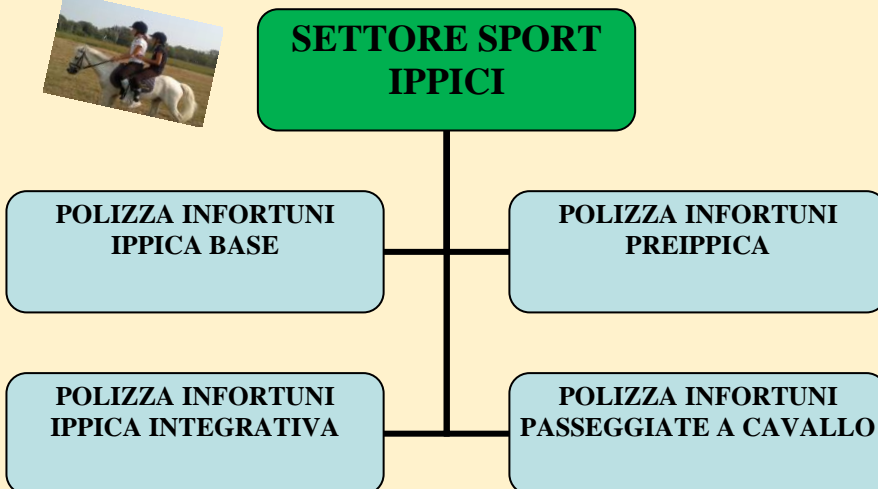 SETTORE SPORT
IPPICI
POLIZZA INFORTUNI
IPPICA BASE
POLIZZA INFORTUNI
PREIPPICA
POLIZZA INFORTUNI
IPPICA INTEGRATIVA
POLIZZA INFORTUNI
PASSEGGIATE A CAVALLO